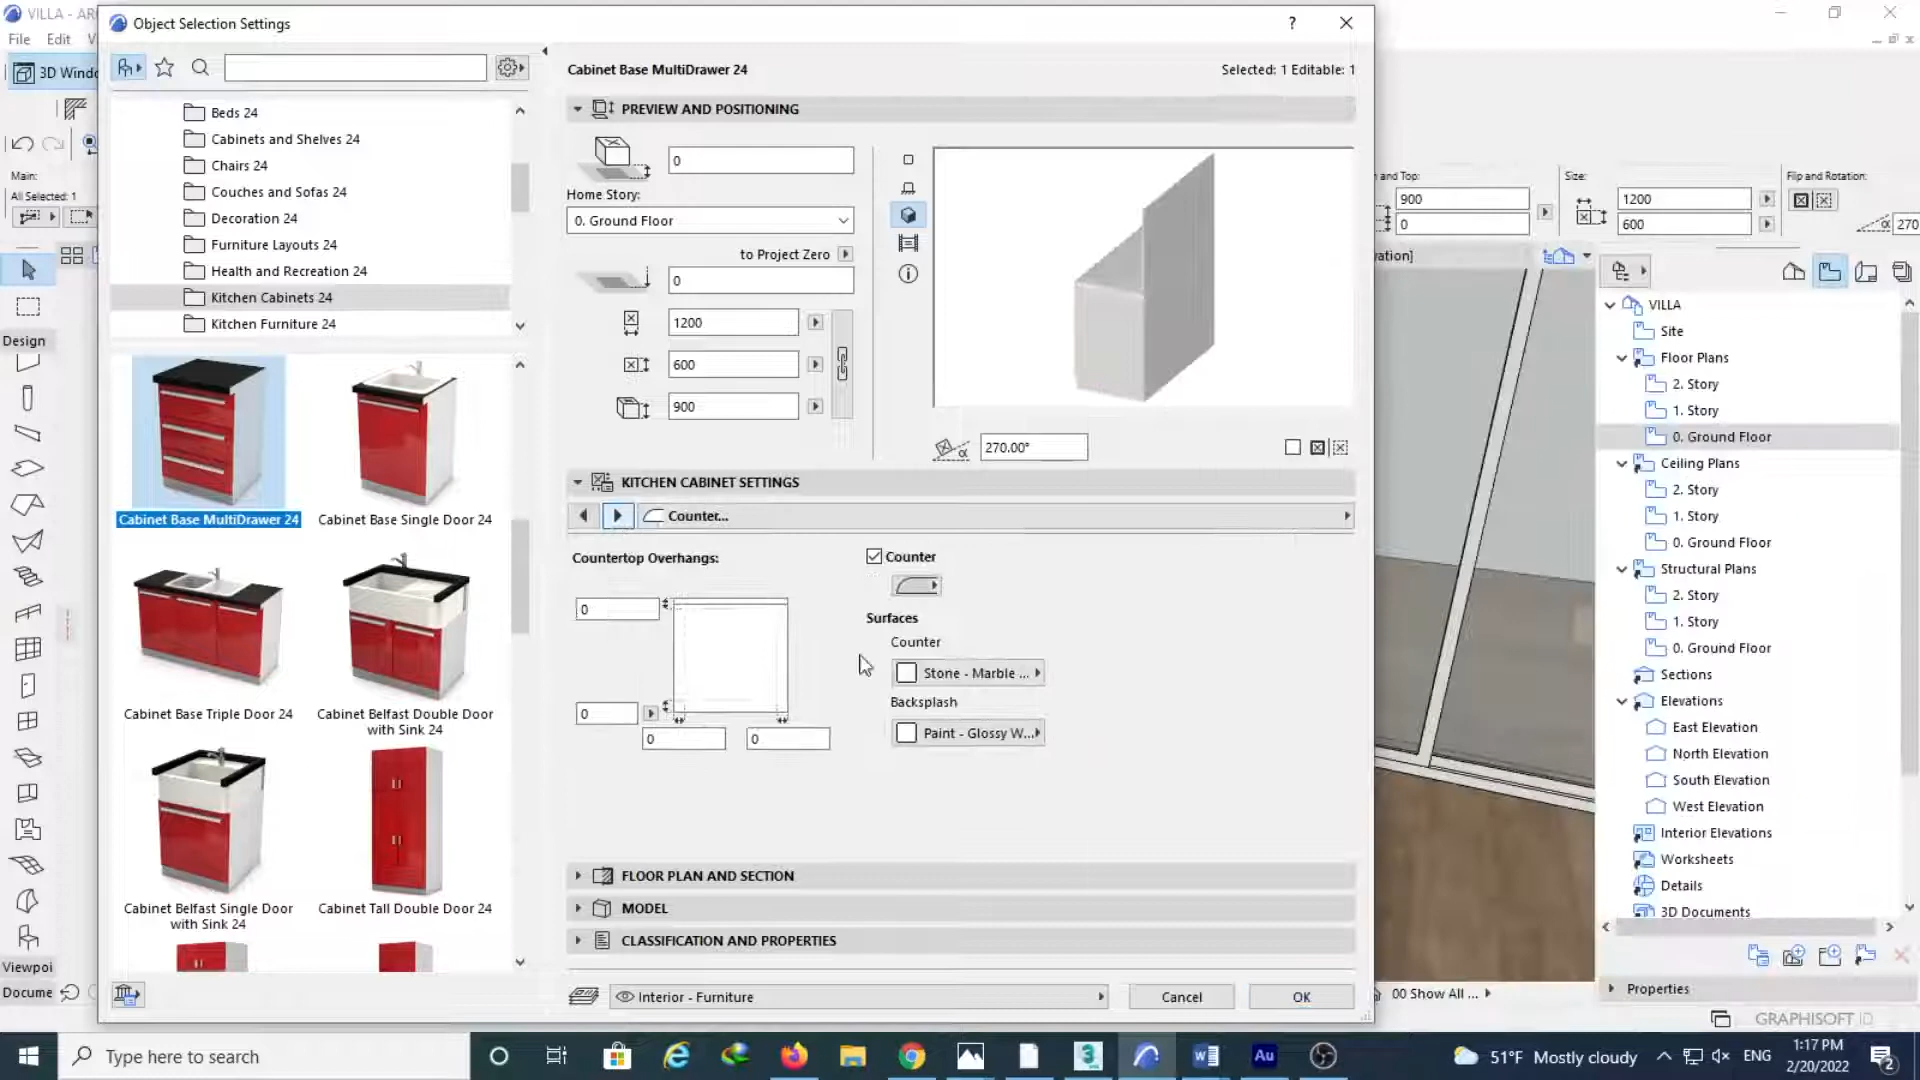 VILLA - AR
Object Selection Settings
?
File
Edit
V
3D Windo
Cabinet Base MultiDrawer 24
Selected: 1 Editable: 1
PREVIEW AND POSITIONING
Beds 24
Cabinets and Shelves 24
Chairs 24
Couches and Sofas 24
Decoration 24
Furniture Layouts 24
Health and Recreation 24
Kitchen Cabinets 24
Kitchen Furniture 24
Main:
All Selected: 1
Design
0
Home Story:
0. Ground Floor
to Project Zero
0
1200
600
900
270.00°
and Top:
900
0
Size:
1200
600
Flip and Rotation:
270
KITCHEN CABINET SETTINGS
Counter...
Countertop Overhangs:
0
0
0
0
Counter
Surfaces
Counter
Stone - Marble ...
Backsplash
Paint - Glossy W...
Cabinet Base MultiDrawer 24
Cabinet Base Single Door 24
Cabinet Base Triple Door 24
Cabinet Belfast Double Door
with Sink 24
Cabinet Belfast Single Door
with Sink 24
Cabinet Tall Double Door 24
FLOOR PLAN AND SECTION
MODEL
CLASSIFICATION AND PROPERTIES
Interior - Furniture
Cancel
OK
vation]
VILLA
Site
Floor Plans
2. Story
1. Story
0. Ground Floor
Ceiling Plans
2. Story
1. Story
0. Ground Floor
Structural Plans
2. Story
1. Story
0. Ground Floor
Sections
Elevations
East Elevation
North Elevation
South Elevation
West Elevation
Interior Elevations
Worksheets
Details
3D Documents
Properties
00 Show All ...
GRAPHISOFT ID
Viewpoi
Docume
Type here to search
3
W
Au
51°F Mostly cloudy
ENG
1:17 PM
2/20/2022
2